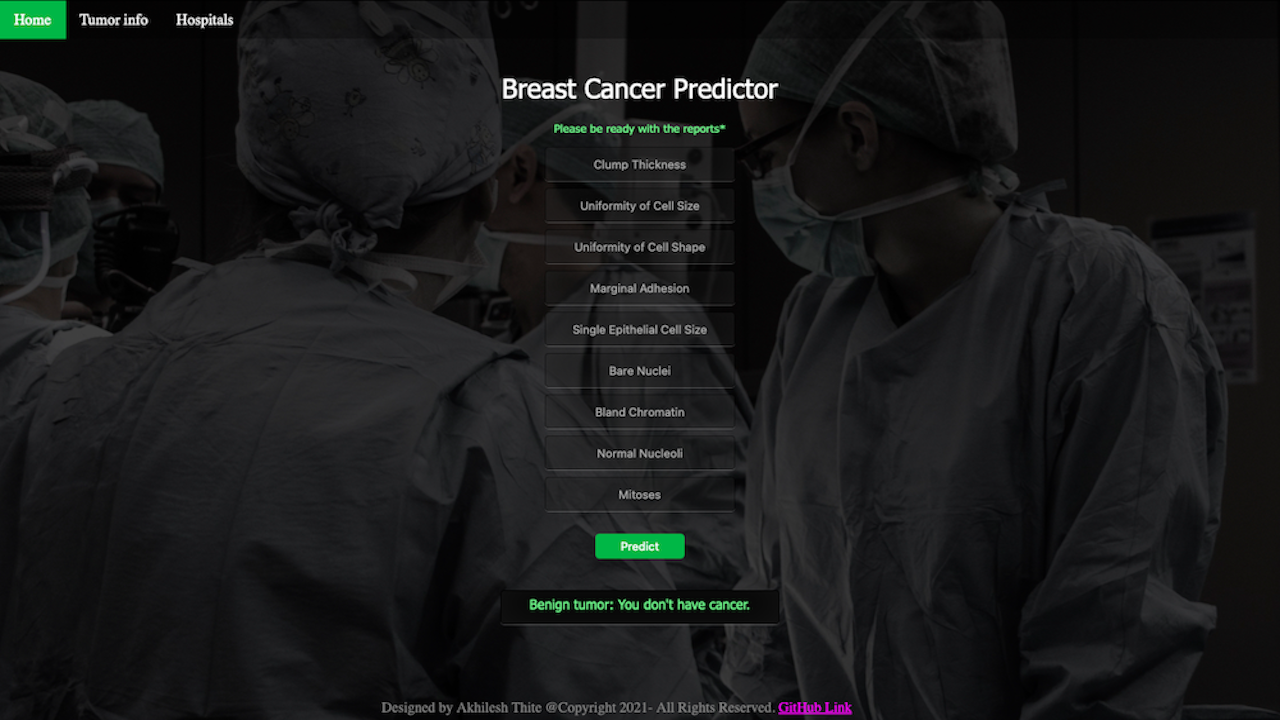 Home Tumor info Hospitals
Breast Cancer Predictor
Please be ready with the reports*
Clump Thickness
Uniformity of Cell Size
Uniformity of Cell Shape
Marginal Adhesion
Single Epithelial Cell Size
Bare Nuclei
Bland Chromatin
Normal Nucleoli
Mitoses
Predict
Benign tumor: You don't have cancer.
Designed by Akhilesh Thite @Copyright 2021- All Rights Reserved. GitHub Link